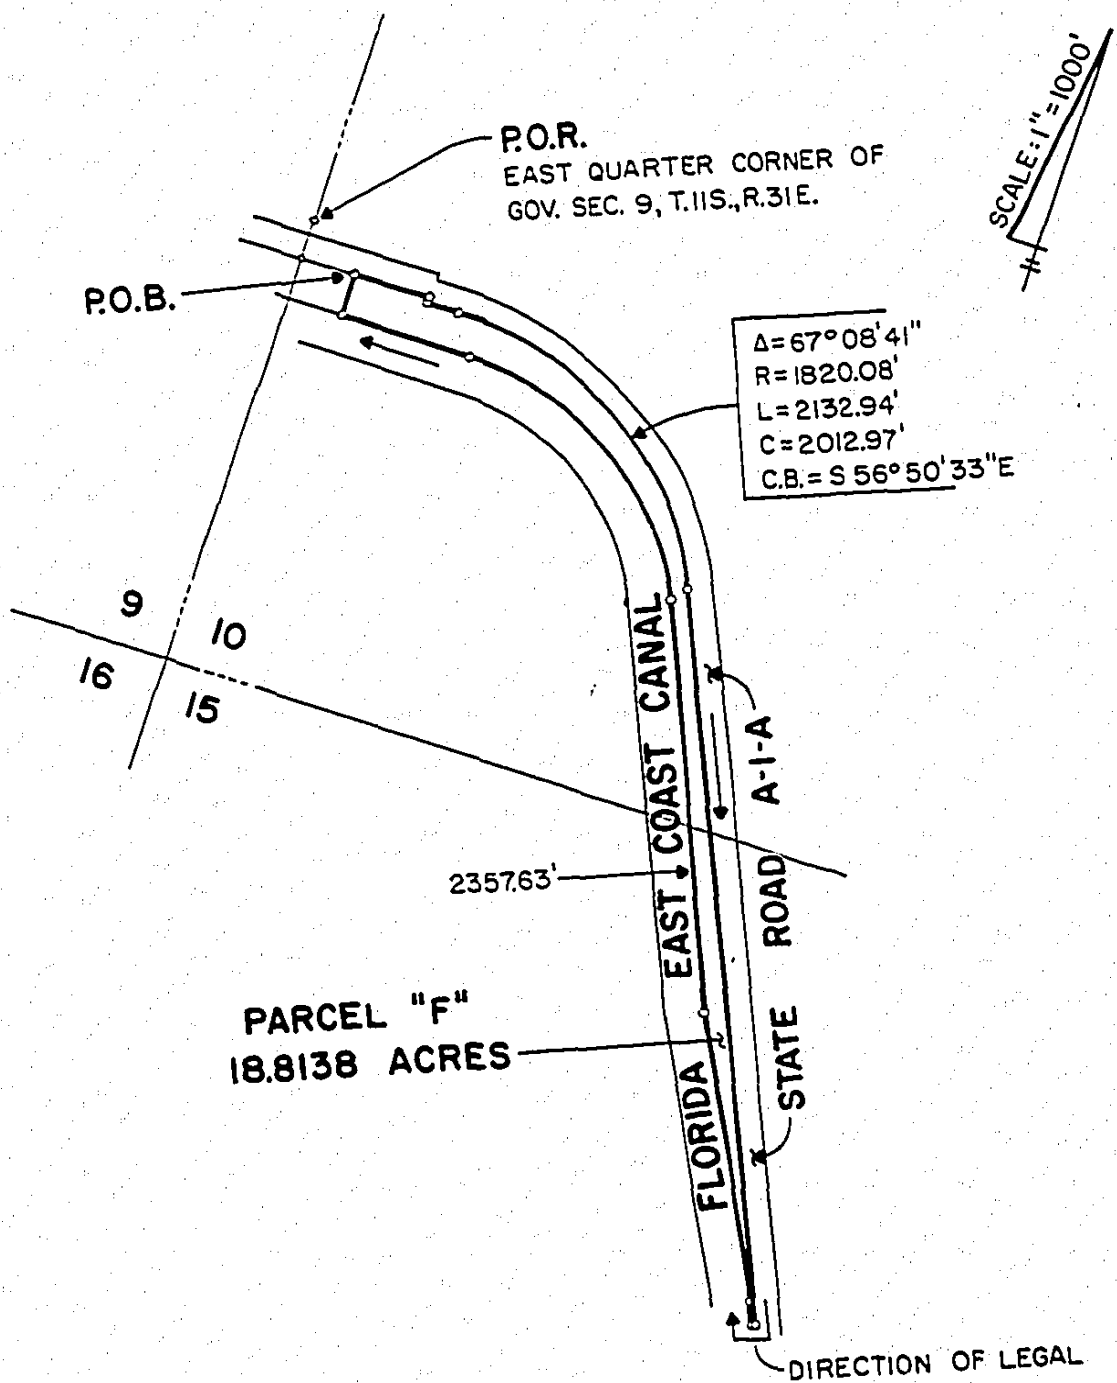 SCALE: 1" = 1000'
P.O.R.
EAST QUARTER CORNER OF
GOV. SEC. 9, T.11S., R.31E.
P.O.B.
Δ=67°08'41"
R=1820.08'
L=2132.94'
C=2012.97'
C.B.= S 56°50'33"E
9
10
16
15
FLORIDA EAST COAST CANAL
STATE ROAD A-1-A
2357.63'
PARCEL "F"
18.8138 ACRES
DIRECTION OF LEGAL